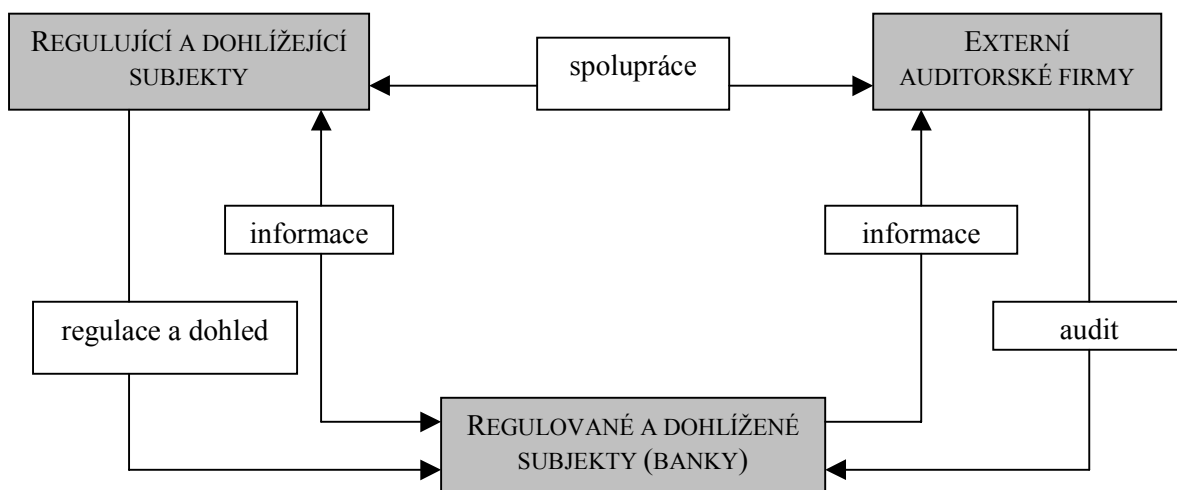 REGULUJÍCÍ A DOHLÍŽEJÍCÍ
SUBJEKTY
spolupráce
EXTERNÍ
AUDITORSKÉ FIRMY
informace
informace
regulace a dohled
audit
REGULOVANÉ A DOHLÍŽENÉ
SUBJEKTY (BANKY)